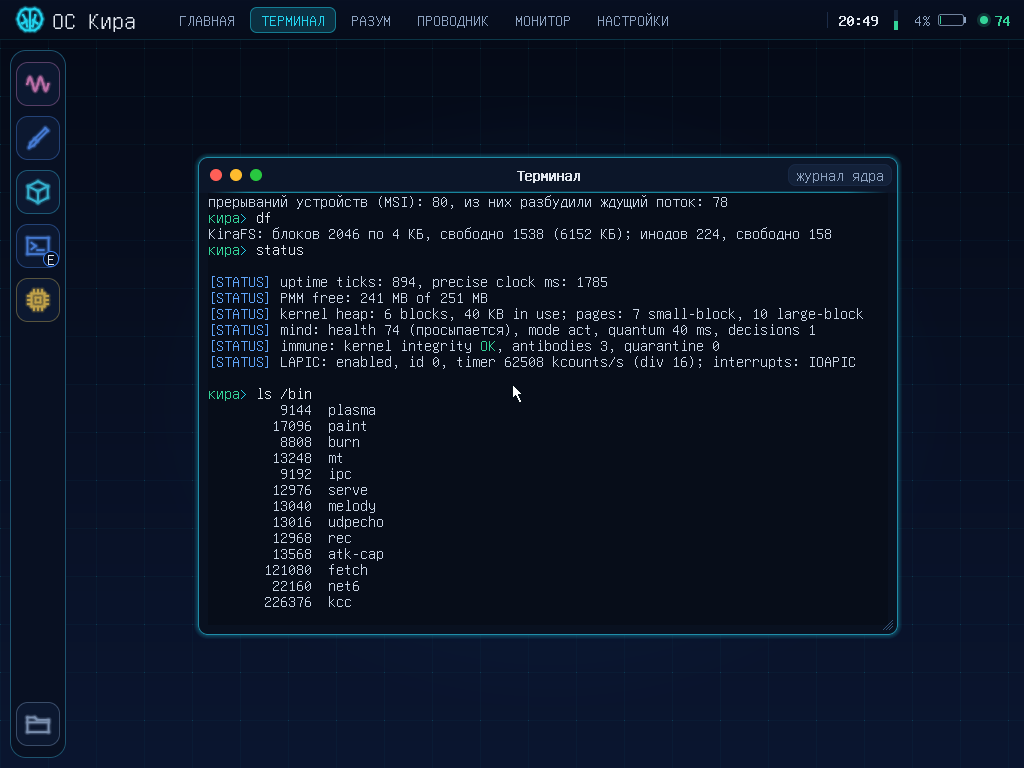 ОС Кира
ГЛАВНАЯ ТЕРМИНАЛ РАЗУМ ПРОВОДНИК МОНИТОР НАСТРОЙКИ
20:49 4% 74
E
Терминал
журнал ядра
прерываний устройств (MSI): 80, из них разбудили ждущий поток: 78
кира> df
KiraFS: блоков 2046 по 4 КБ, свободно 1538 (6152 КБ); инодов 224, свободно 158
кира> status
[STATUS] uptime ticks: 894, precise clock ms: 1785
[STATUS] PMM free: 241 MB of 251 MB
[STATUS] kernel heap: 6 blocks, 40 KB in use; pages: 7 small-block, 10 large-block
[STATUS] mind: health 74 (просыпается), mode act, quantum 40 ms, decisions 1
[STATUS] immune: kernel integrity OK, antibodies 3, quarantine 0
[STATUS] LAPIC: enabled, id 0, timer 62508 kcounts/s (div 16); interrupts: IOAPIC
кира> ls /bin
9144 plasma
17096 paint
8808 burn
13248 mt
9192 ipc
12976 serve
13040 melody
13016 udpecho
12968 rec
13568 atk-cap
121080 fetch
22160 net6
226376 kcc